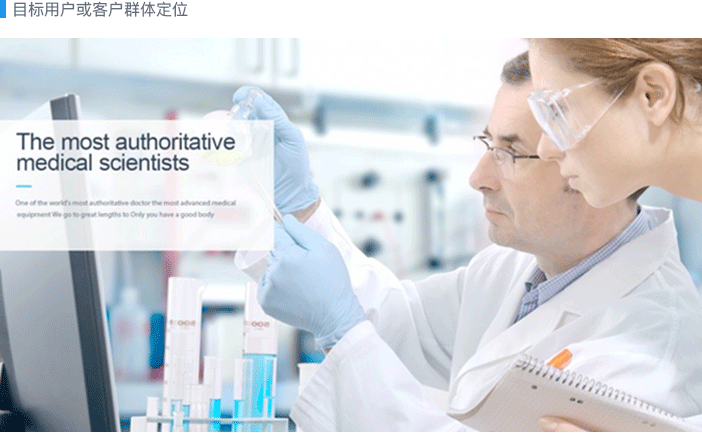 目标用户或客户群体定位
The most authoritative
medical scientists
One of the world's most authoritative doctor the most advanced medical
equipment We go to great lengths to Only you have a good body